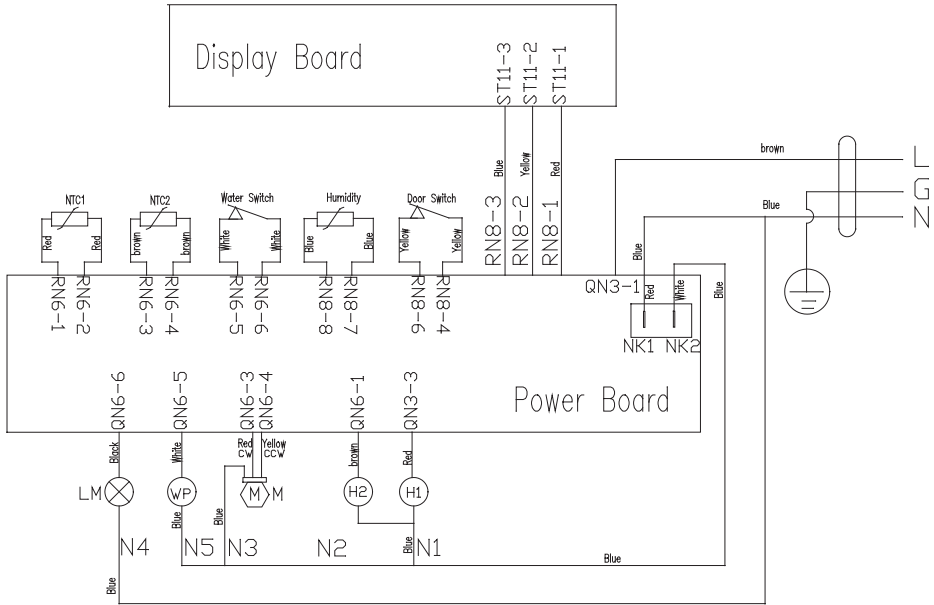 Display Board
ST11-3
ST11-2
ST11-1
Blue
Yellow
Red
RN8-3
RN8-2
RN8-1
brown
L
G
N
Blue
NTC1
NTC2
Water Switch
Humidity
Door Switch
Red
Red
brown
brown
White
White
Blue
Blue
Yellow
Yellow
RN6-1
RN6-2
RN6-3
RN6-4
RN6-5
RN6-6
RN8-8
RN8-7
RN8-6
RN8-4
QN3-1
Blue
Red
White
Blue
NK1
NK2
Power Board
QN6-6
QN6-5
QN6-3
QN6-4
QN6-1
QN3-3
Black
White
Red
CW
Yellow
CCW
brown
Red
LM
WP
M
M
H2
H1
Blue
Blue
Blue
N4
N5
N3
N2
N1
Blue
Blue